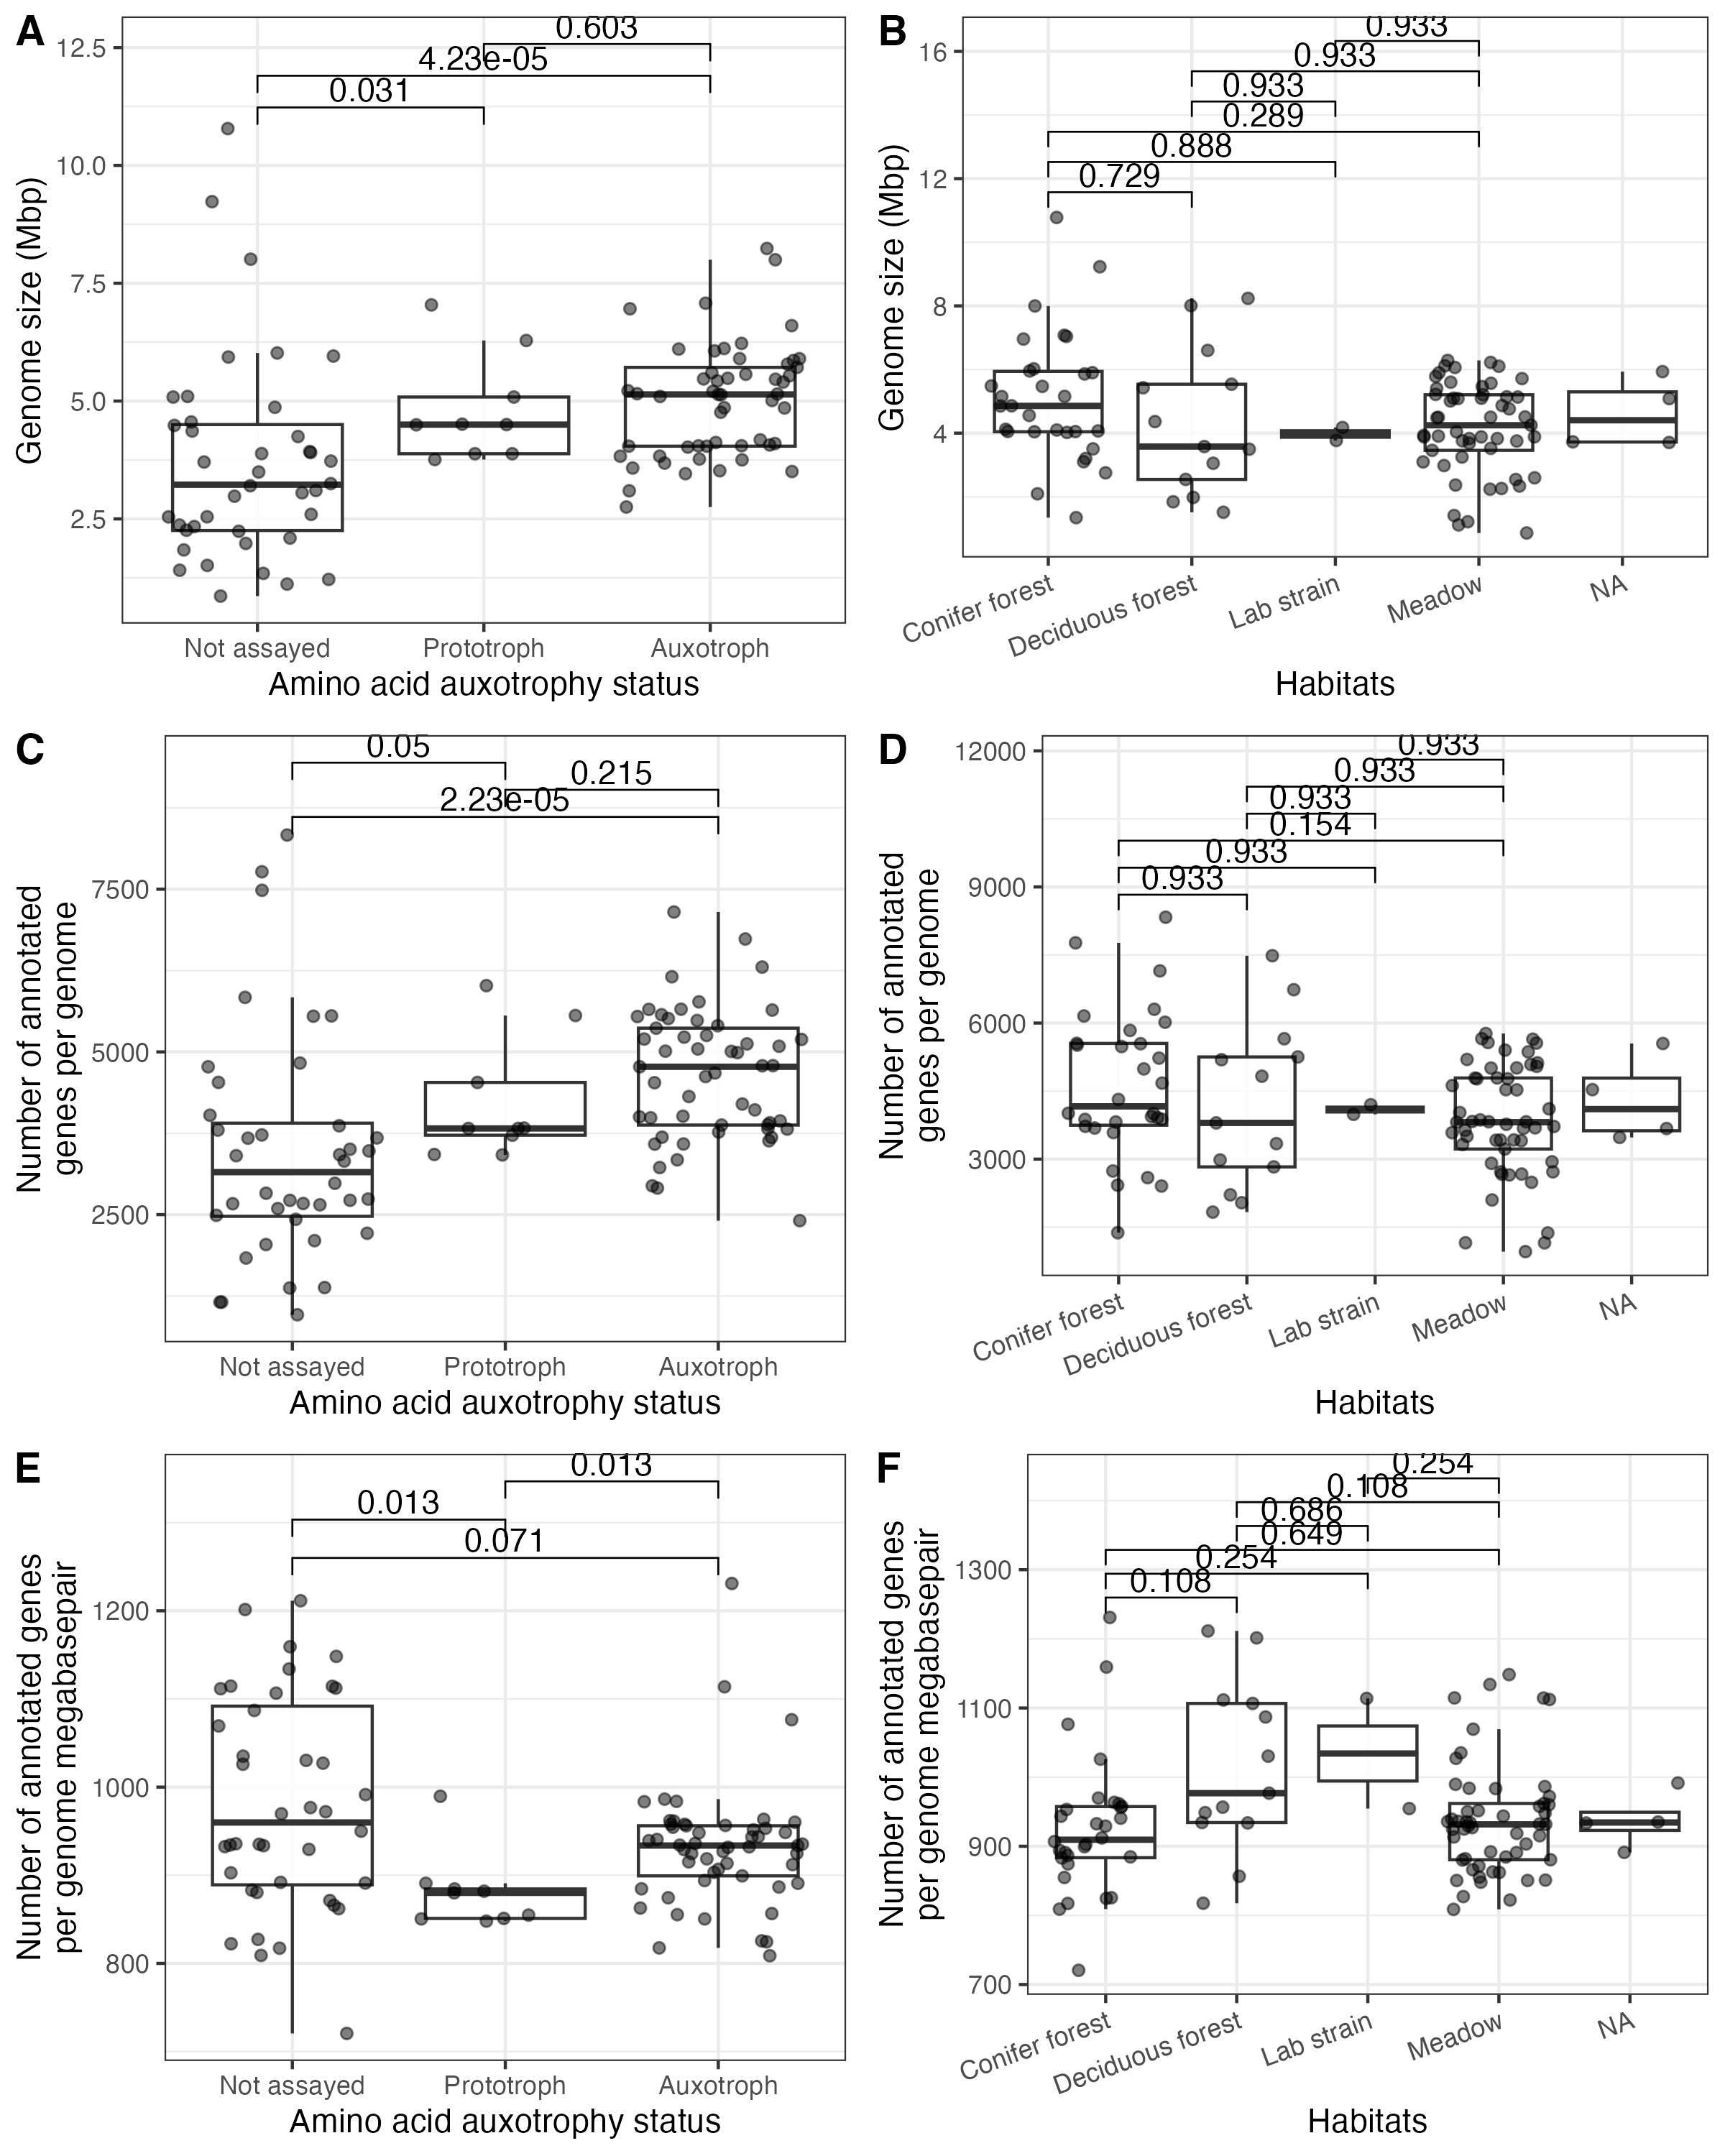 A
0.603
4.23e-05
0.031
12.5
10.0
7.5
5.0
2.5
Genome size (Mbp)
Not assayed Prototroph Auxotroph
Amino acid auxotrophy status
B
0.933
0.933
0.933
0.289
0.888
0.729
16
12
8
4
Genome size (Mbp)
Conifer forest Deciduous forest Lab strain Meadow NA
Habitats
C
0.05
0.215
2.23e-05
7500
5000
2500
Number of annotated
genes per genome
Not assayed Prototroph Auxotroph
Amino acid auxotrophy status
D
0.933
0.933
0.933
0.154
0.933
0.933
12000
9000
6000
3000
Number of annotated
genes per genome
Conifer forest Deciduous forest Lab strain Meadow NA
Habitats
E
0.013
0.013
0.071
1200
1000
800
Number of annotated genes
per genome megabasepair
Not assayed Prototroph Auxotroph
Amino acid auxotrophy status
F
0.254
0.108
0.686
0.649
0.254
0.108
1300
1100
900
700
Number of annotated genes
per genome megabasepair
Conifer forest Deciduous forest Lab strain Meadow NA
Habitats